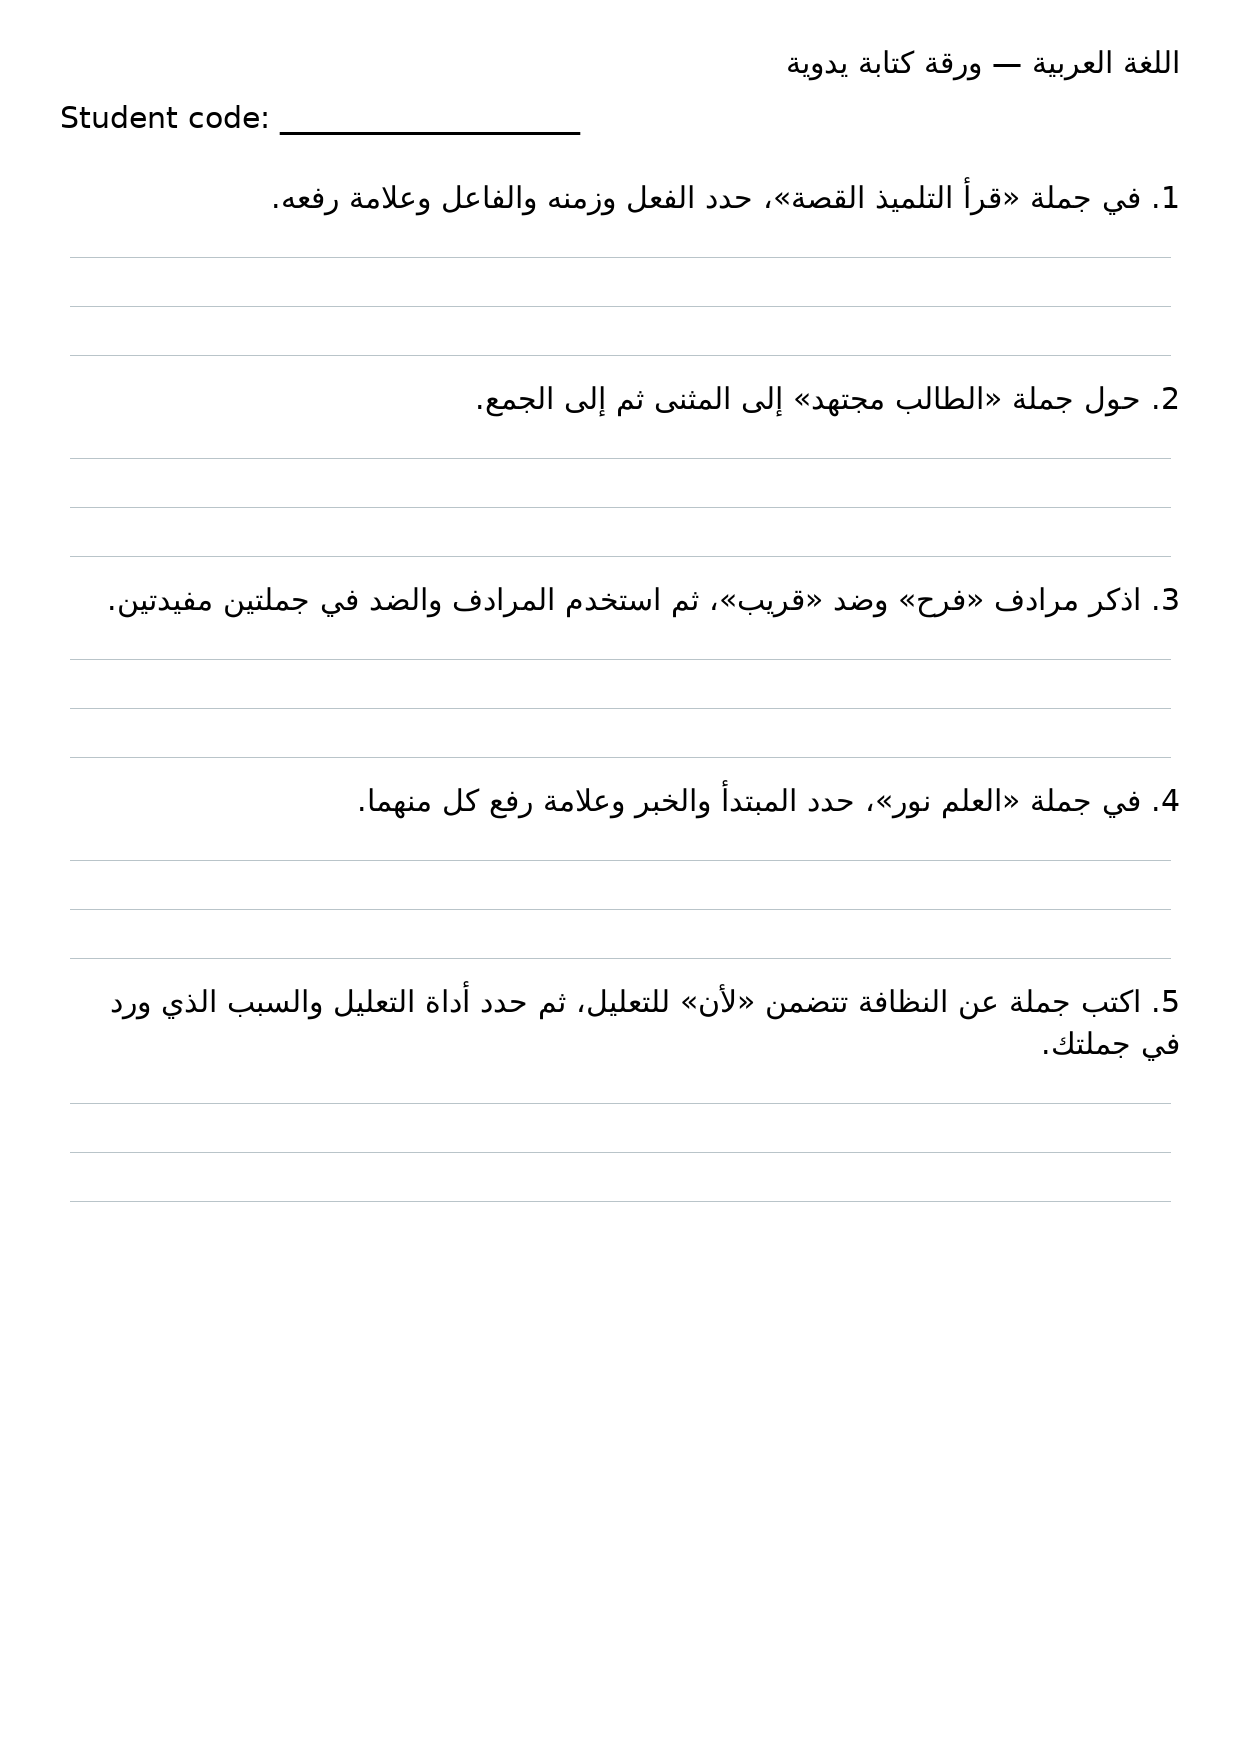 اللغة العربية — ورقة كتابة يدوية
Student code: ____________________
1. في جملة «قرأ التلميذ القصة»، حدد الفعل وزمنه والفاعل وعلامة رفعه.
2. حول جملة «الطالب مجتهد» إلى المثنى ثم إلى الجمع.
3. اذكر مرادف «فرح» وضد «قريب»، ثم استخدم المرادف والضد في جملتين مفيدتين.
4. في جملة «العلم نور»، حدد المبتدأ والخبر وعلامة رفع كل منهما.
5. اكتب جملة عن النظافة تتضمن «لأن» للتعليل، ثم حدد أداة التعليل والسبب الذي ورد
في جملتك.